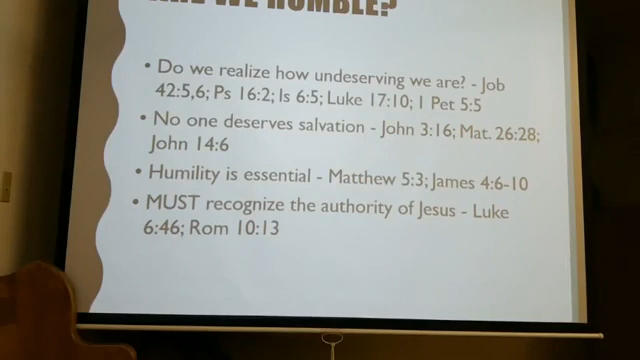 ARE WE HUMBLE?
• Do we realize how undeserving we are? - Job
42:5,6; Ps 16:2; Is 6:5; Luke 17:10; 1 Pet 5:5
• No one deserves salvation - John 3:16; Mat. 26:28;
John 14:6
• Humility is essential - Matthew 5:3; James 4:6-10
• MUST recognize the authority of Jesus - Luke
6:46; Rom 10:13